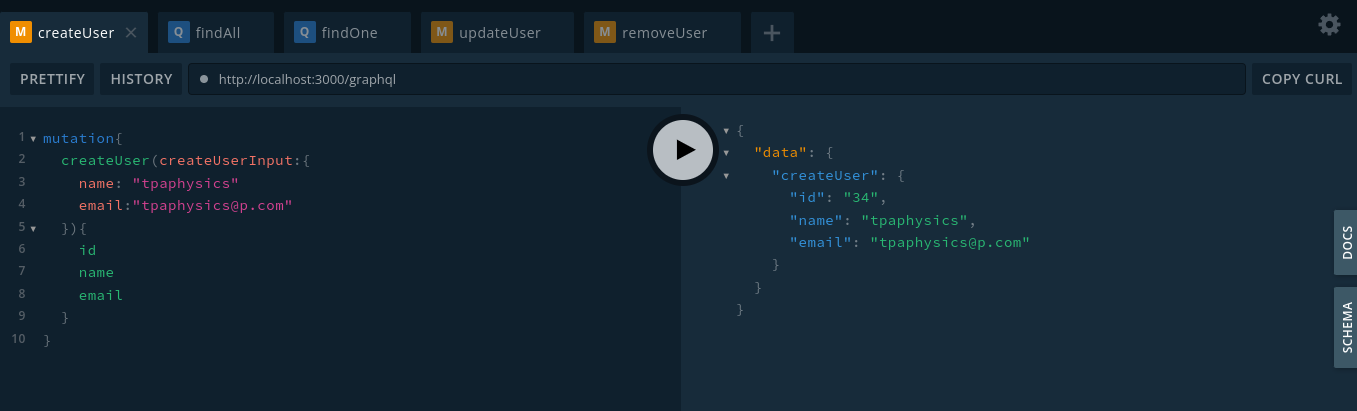 M createUser × Q findAll Q findOne M updateUser M removeUser +
PRETTIFY HISTORY http://localhost:3000/graphql COPY CURL
1 mutation{
2 createUser(createUserInput:{
3 name: "tpaphysics"
4 email:"tpaphysics@p.com"
5 }){
6 id
7 name
8 email
9 }
10 }
{
"data": {
"createUser": {
"id": "34",
"name": "tpaphysics",
"email": "tpaphysics@p.com"
}
}
}
DOCS
SCHEMA